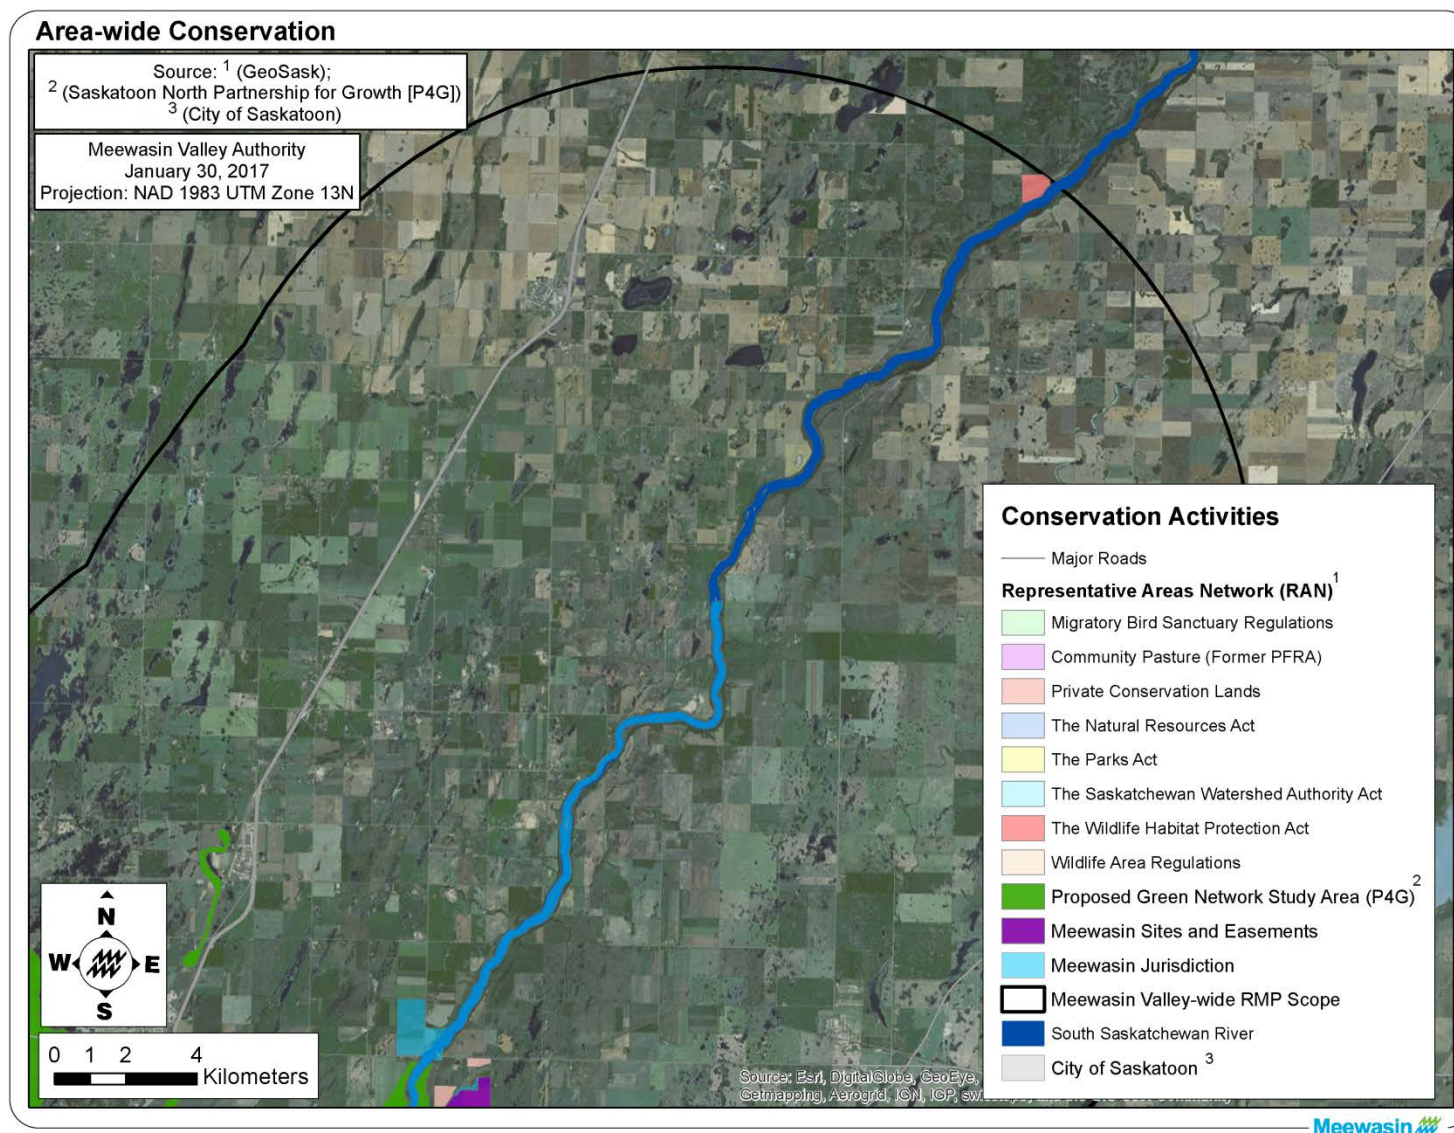 Area-wide Conservation
Source: 1 (GeoSask);
2 (Saskatoon North Partnership for Growth [P4G])
3 (City of Saskatoon)
Meewasin Valley Authority
January 30, 2017
Projection: NAD 1983 UTM Zone 13N
Conservation Activities
Major Roads
Representative Areas Network (RAN)1
Migratory Bird Sanctuary Regulations
Community Pasture (Former PFRA)
Private Conservation Lands
The Natural Resources Act
The Parks Act
The Saskatchewan Watershed Authority Act
The Wildlife Habitat Protection Act
Wildlife Area Regulations
Proposed Green Network Study Area (P4G)2
Meewasin Sites and Easements
Meewasin Jurisdiction
Meewasin Valley-wide RMP Scope
South Saskatchewan River
City of Saskatoon 3
N
W E
S
0 1 2 4
Kilometers
Source: Esri, DigitalGlobe, GeoEye,
Getmapping, Aerogrid, IGN, IGP,
Meewasin